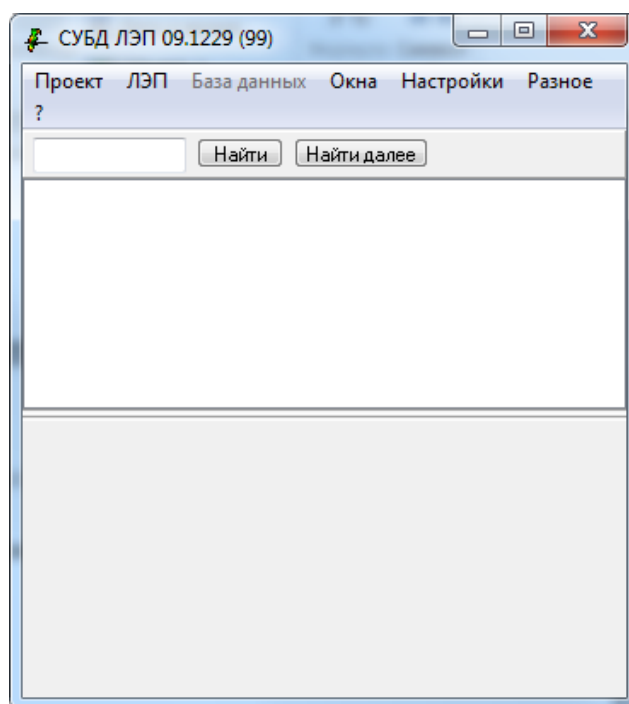 СУБД ЛЭП 09.1229 (99)
Проект ЛЭП База данных Окна Настройки Разное
?
Найти Найти далее